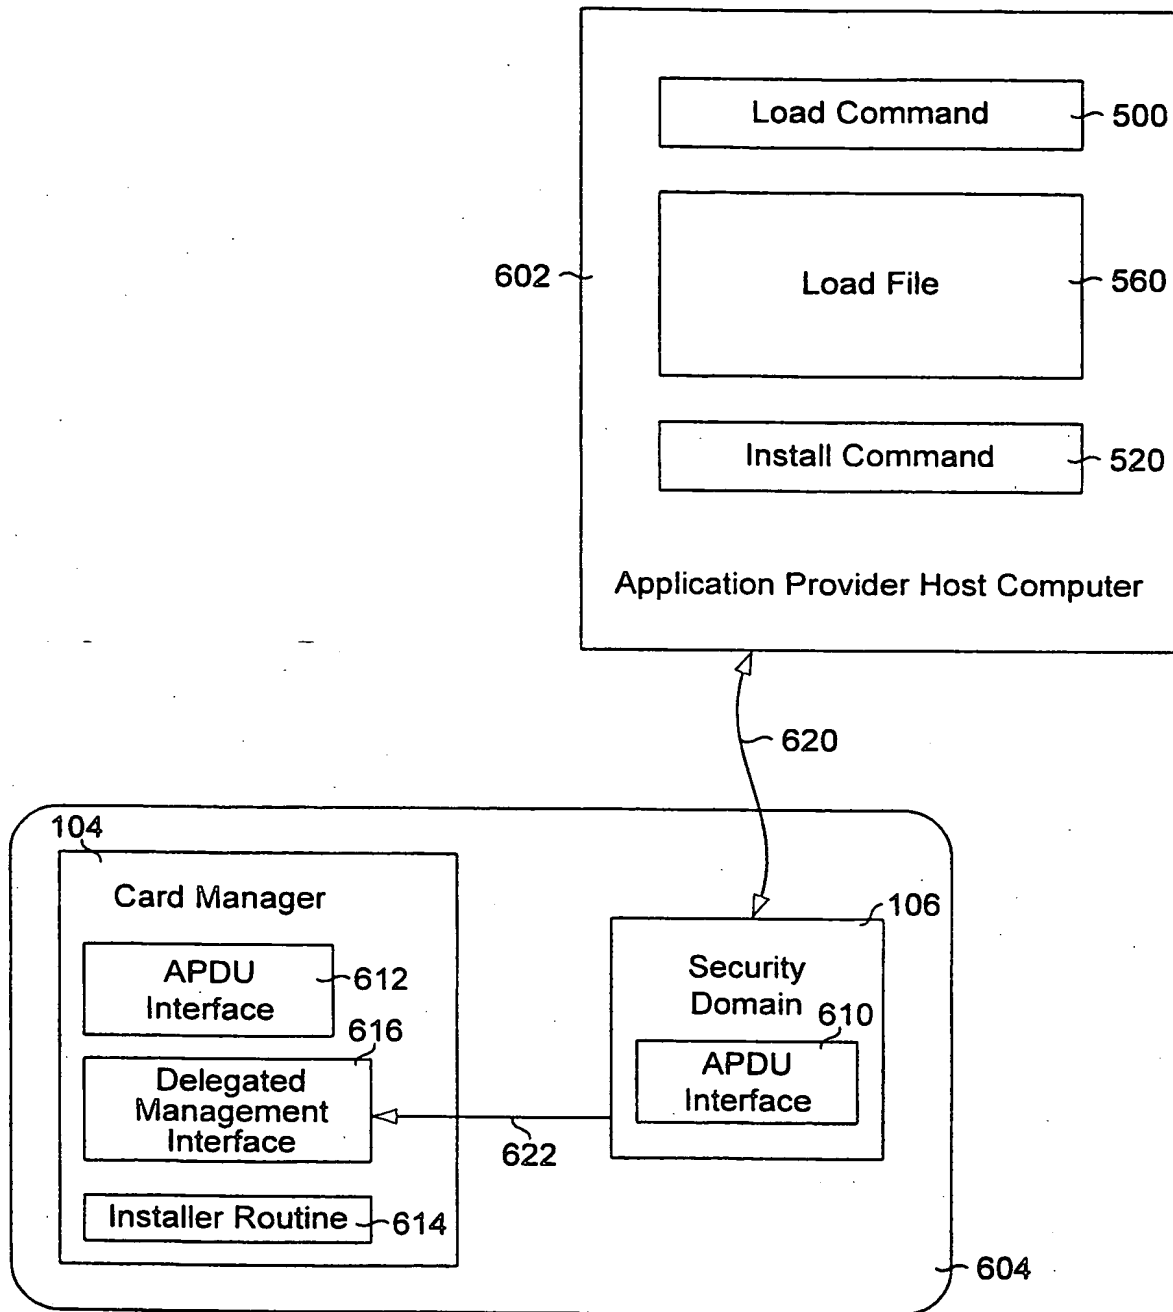 Load Command
500
602
Load File
560
Install Command
520
Application Provider Host Computer
620
104
Card Manager
106
APDU
Interface
612
Security
Domain
616
610
Delegated
Management
Interface
APDU
Interface
622
Installer Routine
614
604